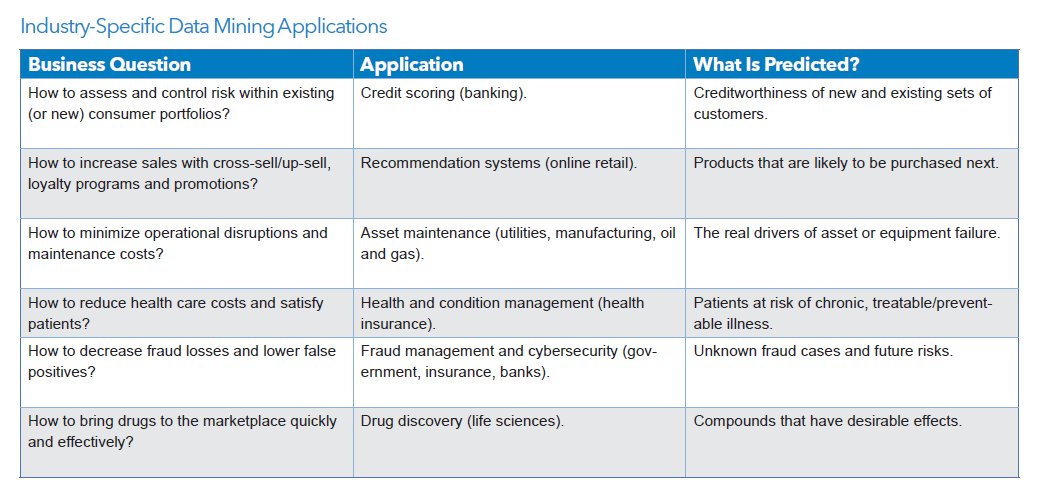 Industry-Specific Data Mining Applications
Business Question Application What Is Predicted?
How to assess and control risk within existing Credit scoring (banking). Creditworthiness of new and existing sets of
(or new) consumer portfolios? customers.
How to increase sales with cross-sell/up-sell, Recommendation systems (online retail). Products that are likely to be purchased next.
loyalty programs and promotions?
How to minimize operational disruptions and Asset maintenance (utilities, manufacturing, oil The real drivers of asset or equipment failure.
maintenance costs? and gas).
How to reduce health care costs and satisfy Health and condition management (health Patients at risk of chronic, treatable/prevent-
patients? insurance). able illness.
How to decrease fraud losses and lower false Fraud management and cybersecurity (gov- Unknown fraud cases and future risks.
positives? ernment, insurance, banks).
How to bring drugs to the marketplace quickly Drug discovery (life sciences). Compounds that have desirable effects.
and effectively?